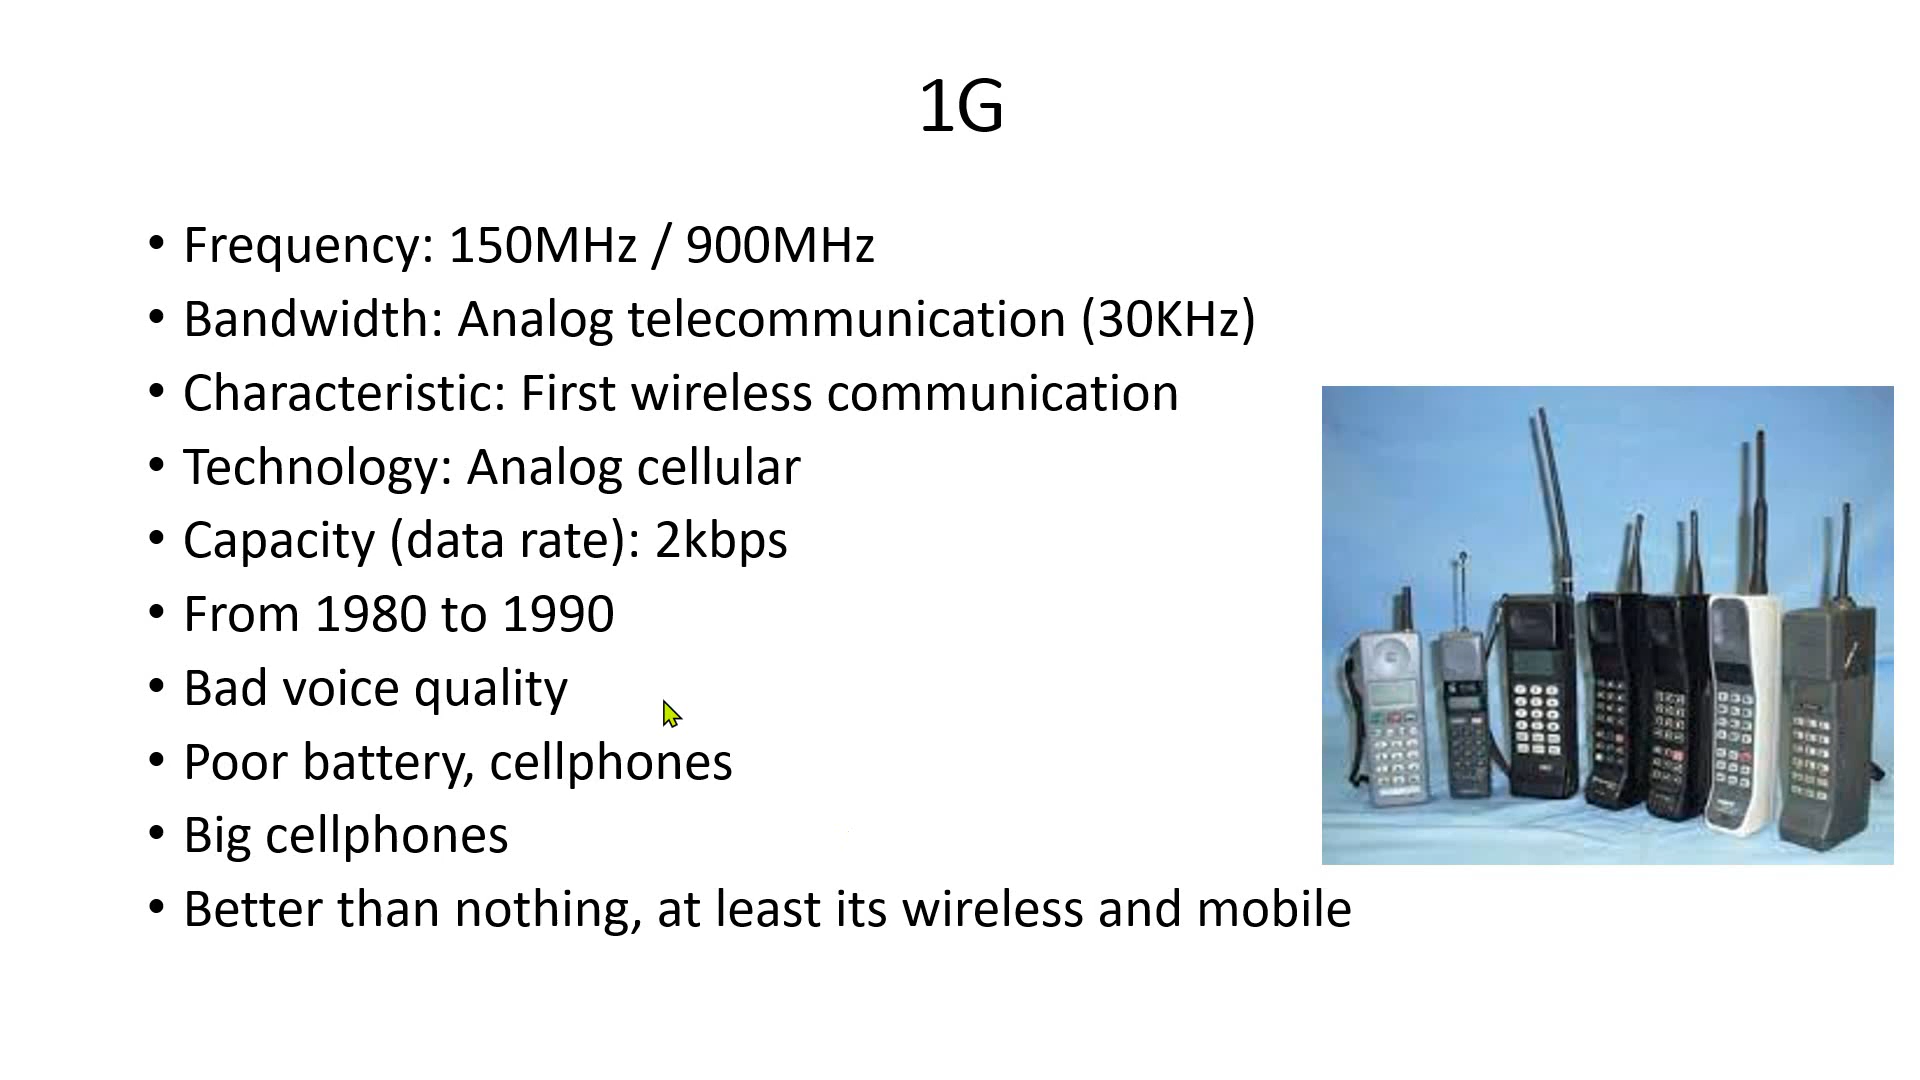 1G
• Frequency: 150MHz / 900MHz
• Bandwidth: Analog telecommunication (30KHz)
• Characteristic: First wireless communication
• Technology: Analog cellular
• Capacity (data rate): 2kbps
• From 1980 to 1990
• Bad voice quality
• Poor battery, cellphones
• Big cellphones
• Better than nothing, at least its wireless and mobile